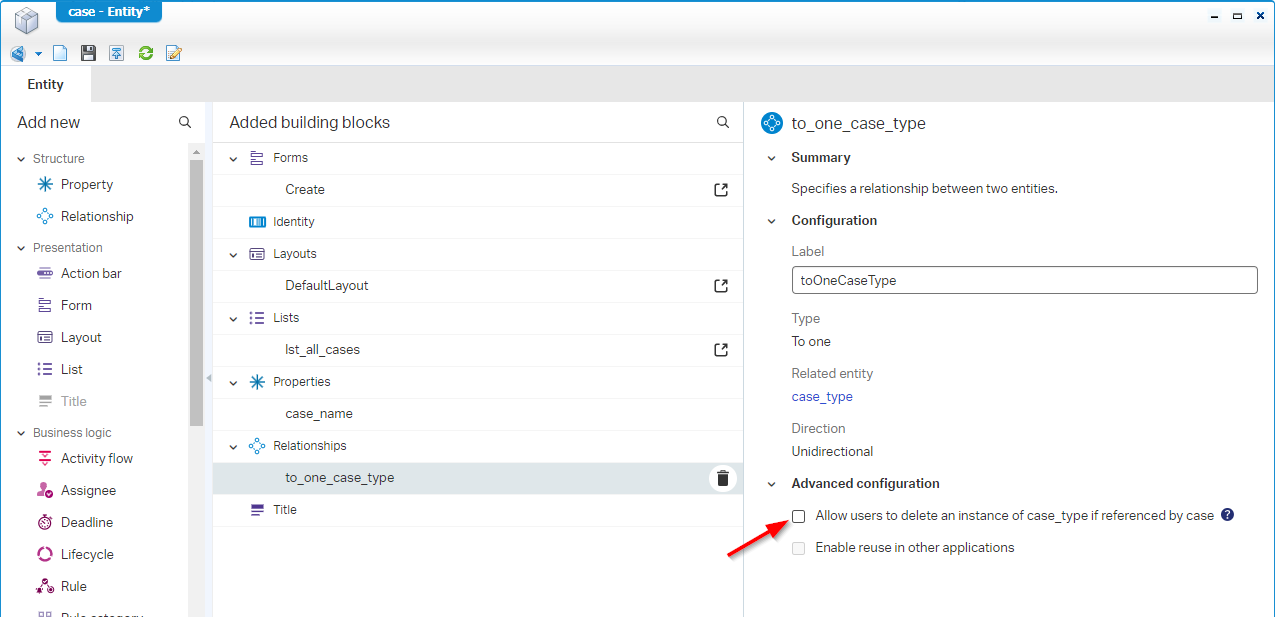 case - Entity*
Entity
Add new
Structure
Property
Relationship
Presentation
Action bar
Form
Layout
List
Title
Business logic
Activity flow
Assignee
Deadline
Lifecycle
Rule
Rule category
Added building blocks
Forms
Create
Identity
Layouts
DefaultLayout
Lists
lst_all_cases
Properties
case_name
Relationships
to_one_case_type
Title
to_one_case_type
Summary
Specifies a relationship between two entities.
Configuration
Label
toOneCaseType
Type
To one
Related entity
case_type
Direction
Unidirectional
Advanced configuration
Allow users to delete an instance of case_type if referenced by case ?
Enable reuse in other applications